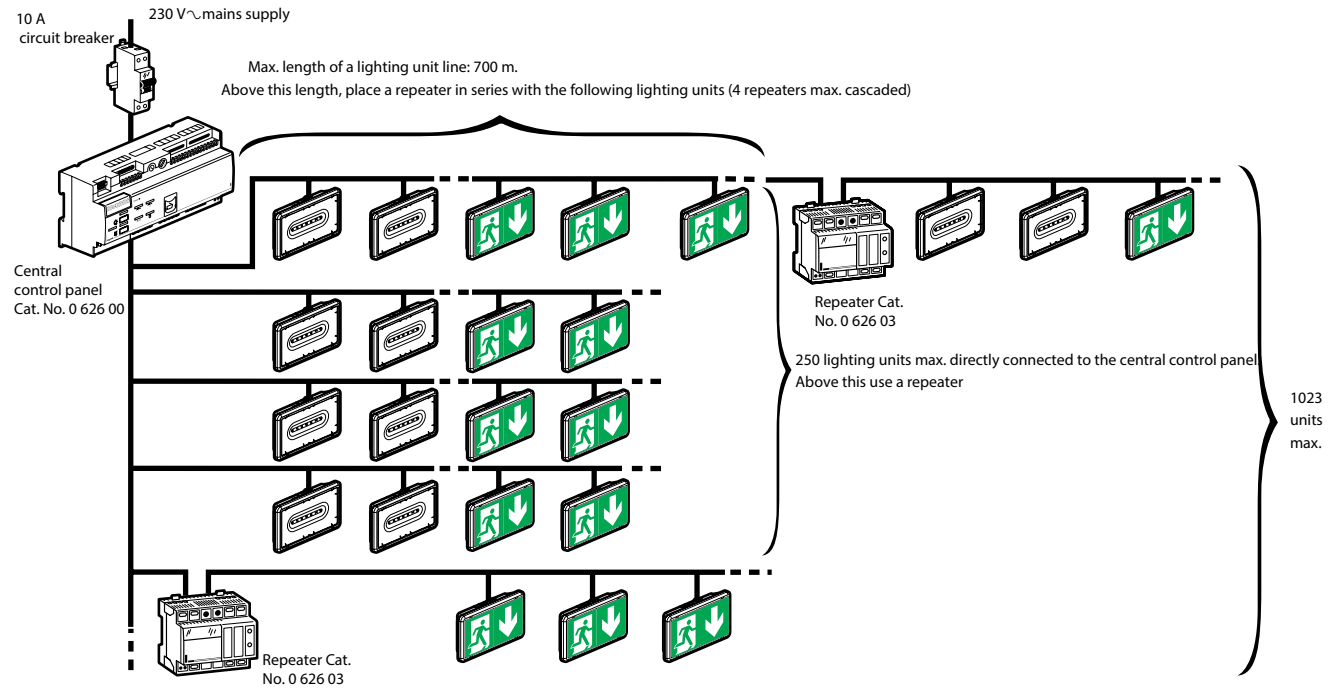 10 A
circuit breaker
230 V∿mains supply
Max. length of a lighting unit line: 700 m.
Above this length, place a repeater in series with the following lighting units (4 repeaters max. cascaded)
Central
control panel
Cat. No. 0 626 00
Repeater Cat.
No. 0 626 03
250 lighting units max. directly connected to the central control panel.
Above this use a repeater
1023
units
max.
Repeater Cat.
No. 0 626 03